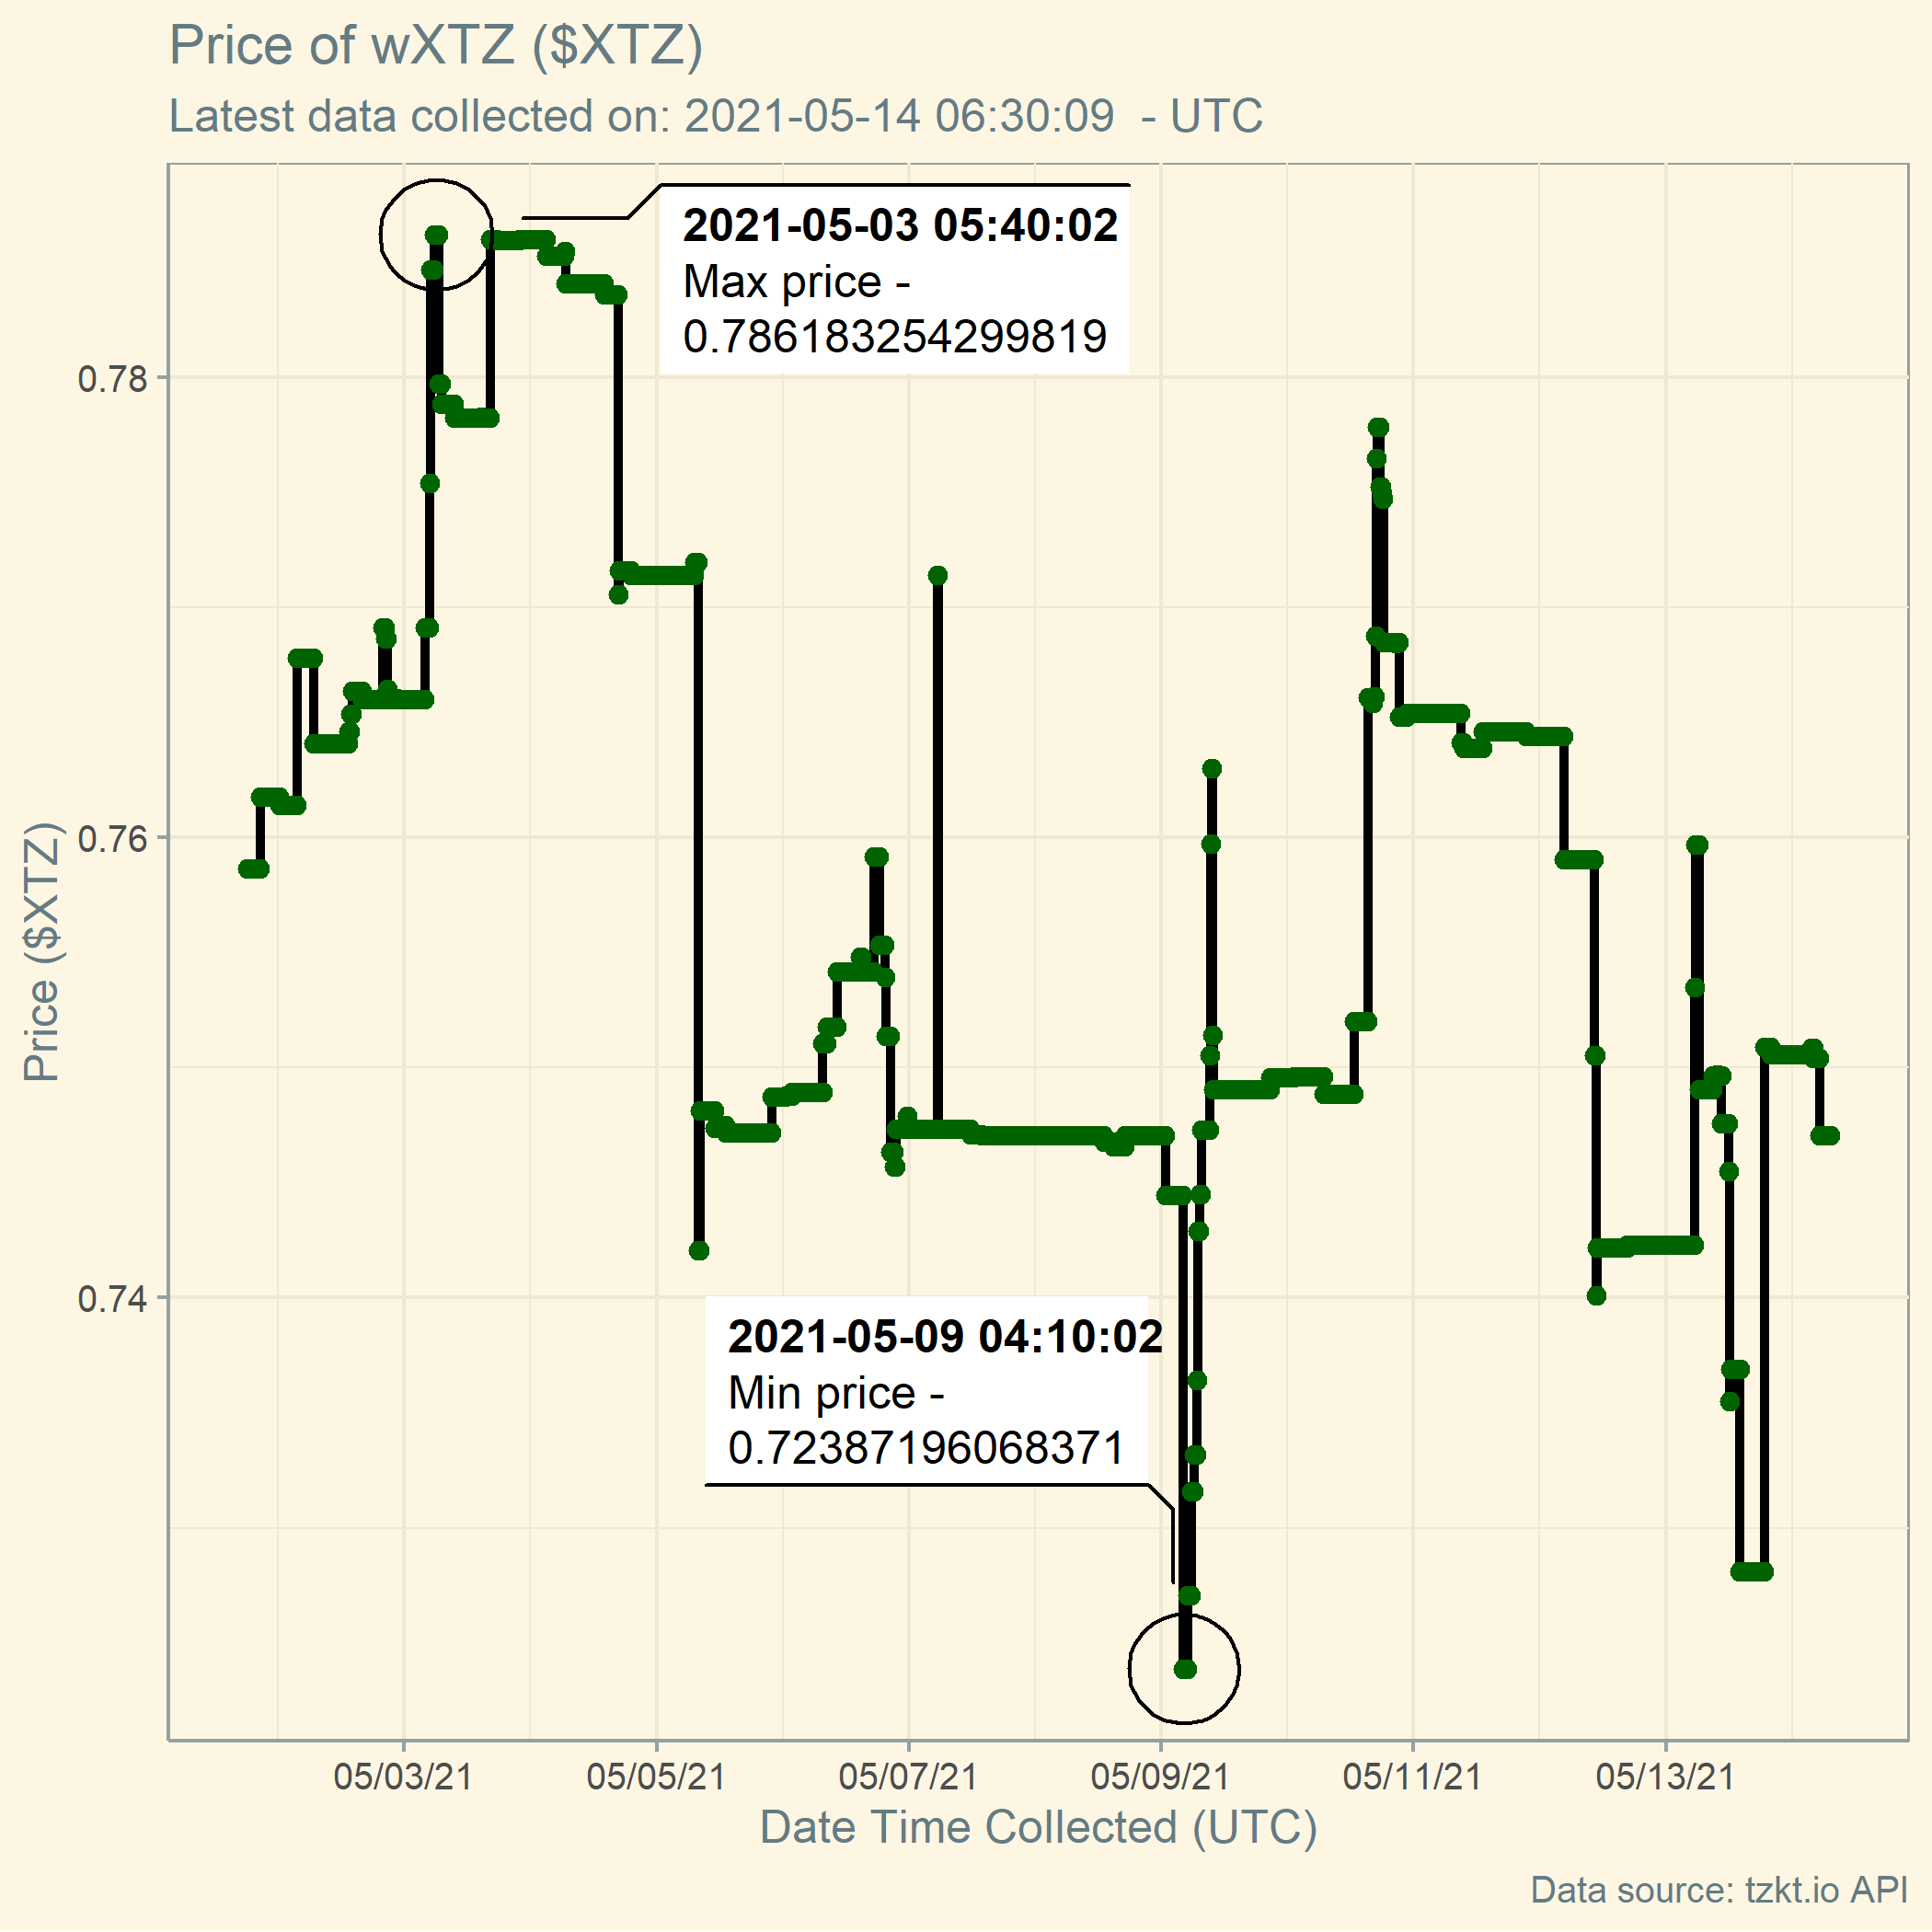 Price of wXTZ ($XTZ)
Latest data collected on: 2021-05-14 06:30:09  - UTC
2021-05-03 05:40:02
Max price -
0.786183254299819
0.78
0.76
0.74
Price ($XTZ)
2021-05-09 04:10:02
Min price -
0.72387196068371
05/03/21
05/05/21
05/07/21
05/09/21
05/11/21
05/13/21
Date Time Collected (UTC)
Data source: tzkt.io API